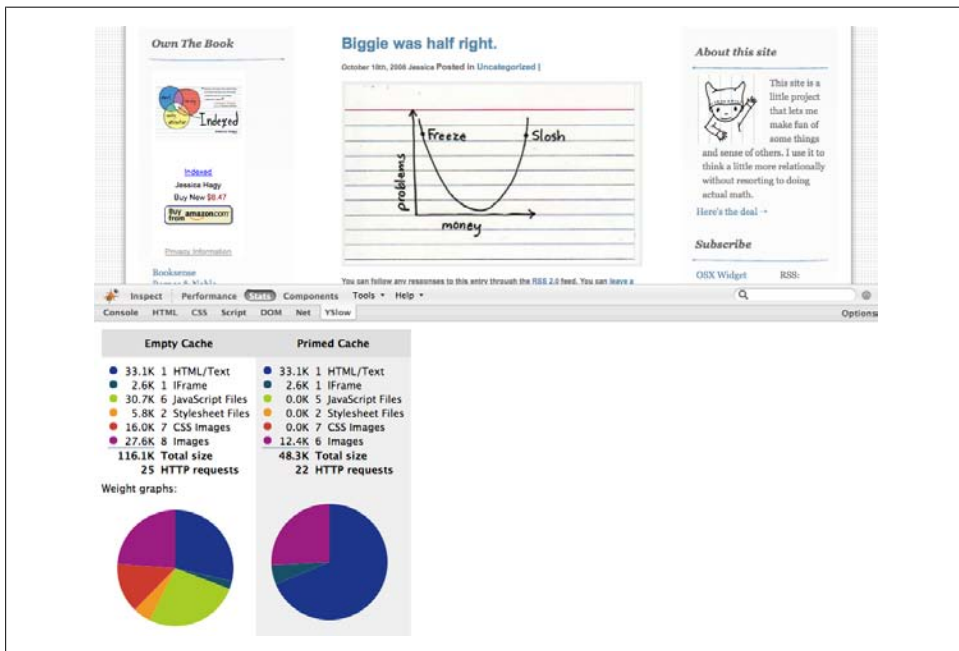 Own The Book
Indexed
Indexed
Jessica Hagy
Buy New $8.47
Buy from amazon.com
Privacy Information
Booksense
Biggie was half right.
October 10th, 2008 Jessica Posted in Uncategorized |
Freeze
Slosh
problems
money
You can follow any responses to this entry through the RSS 2.0 feed. You can leave a
About this site
This site is a
little project
that lets me
make fun of
some things
and sense of others. I use it to
think a little more relationally
without resorting to doing
actual math.
Here's the deal →
Subscribe
OSX Widget RSS:
Inspect Performance Stats Components Tools Help
Console HTML CSS Script DOM Net YSlow Options
Empty Cache
33.1K 1 HTML/Text
2.6K 1 IFrame
30.7K 6 JavaScript Files
5.8K 2 Stylesheet Files
16.0K 7 CSS Images
27.6K 8 Images
116.1K Total size
25 HTTP requests
Weight graphs:
Primed Cache
33.1K 1 HTML/Text
2.6K 1 IFrame
0.0K 5 JavaScript Files
0.0K 2 Stylesheet Files
0.0K 7 CSS Images
12.4K 6 Images
48.3K Total size
22 HTTP requests